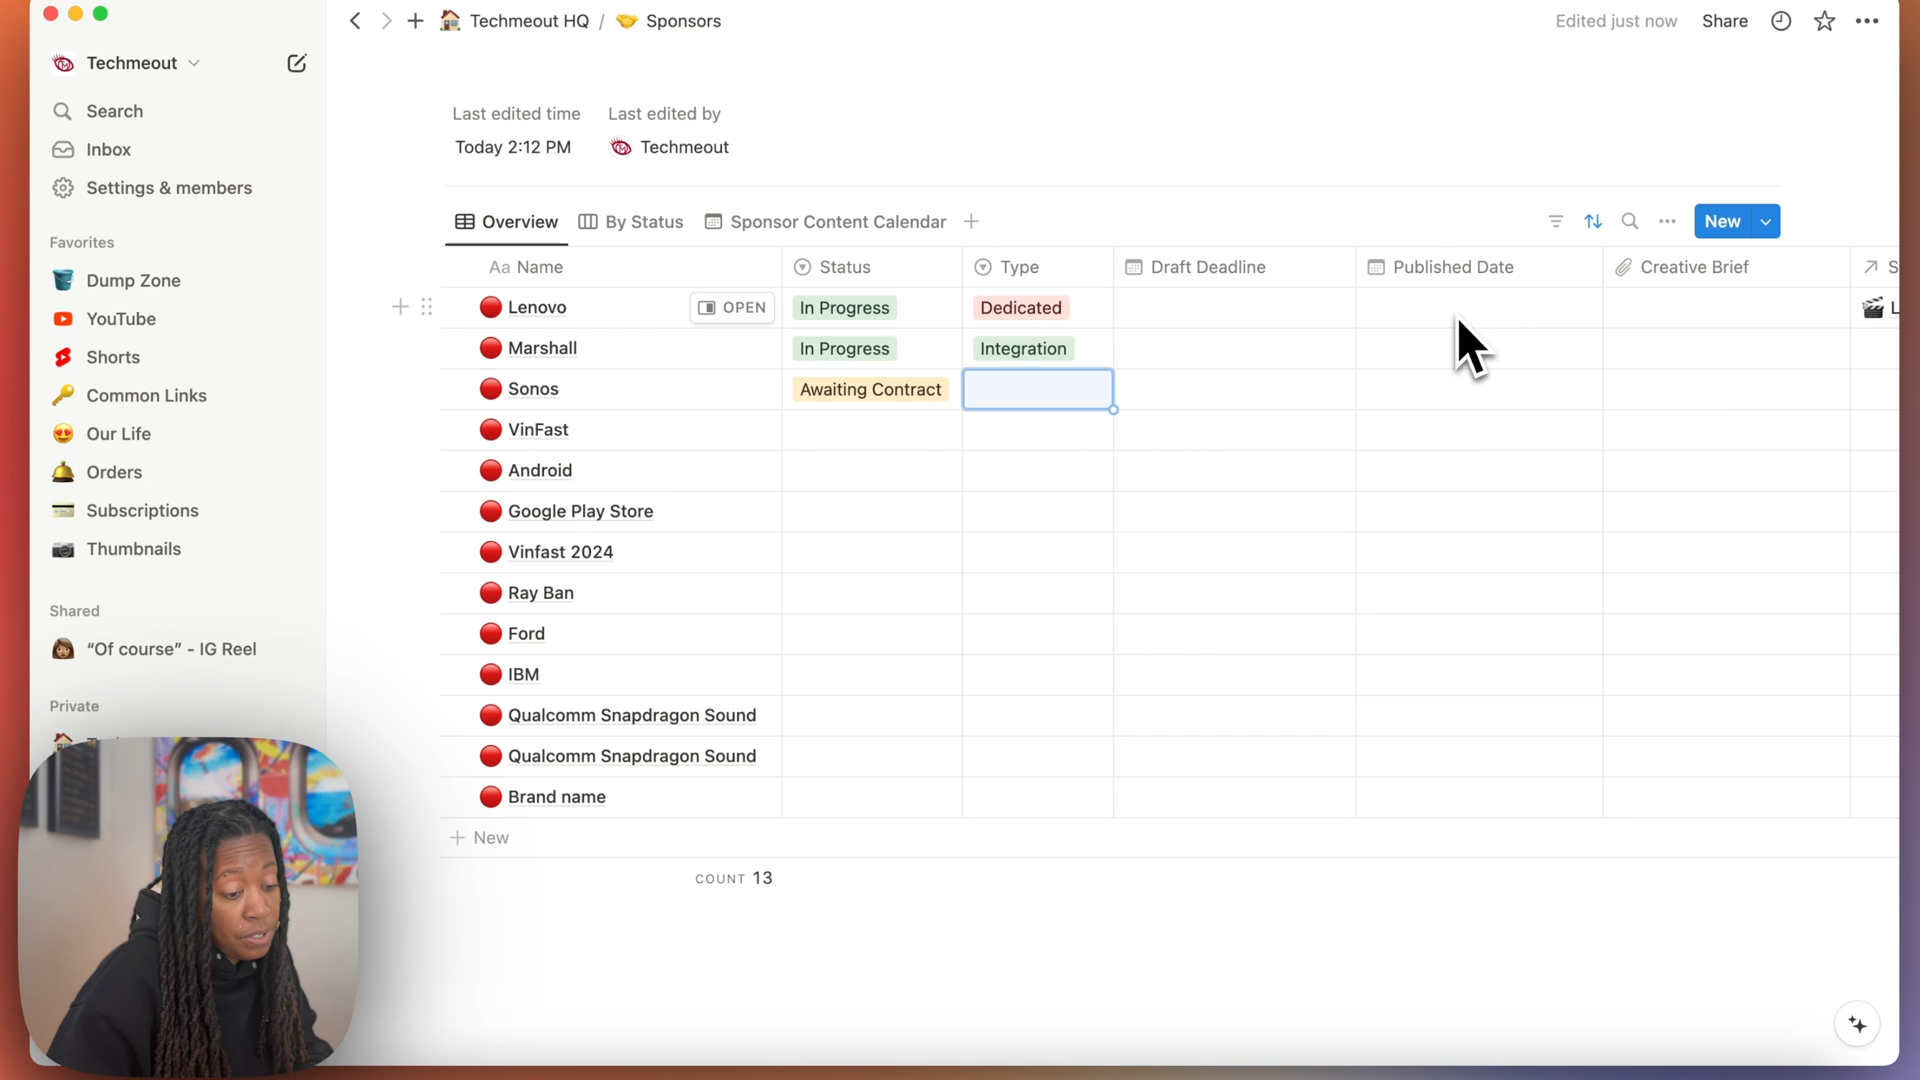 Techmeout HQ / Sponsors
Edited just now
Share
Techmeout
Search
Inbox
Settings & members
Favorites
Dump Zone
YouTube
Shorts
Common Links
Our Life
Orders
Subscriptions
Thumbnails
Shared
“Of course” - IG Reel
Private
Last edited time
Last edited by
Today 2:12 PM
Techmeout
Overview
By Status
Sponsor Content Calendar
New
Aa Name
Status
Type
Draft Deadline
Published Date
Creative Brief
S
Lenovo
OPEN
In Progress
Dedicated
L
Marshall
In Progress
Integration
Sonos
Awaiting Contract
VinFast
Android
Google Play Store
Vinfast 2024
Ray Ban
Ford
IBM
Qualcomm Snapdragon Sound
Qualcomm Snapdragon Sound
Brand name
New
COUNT 13